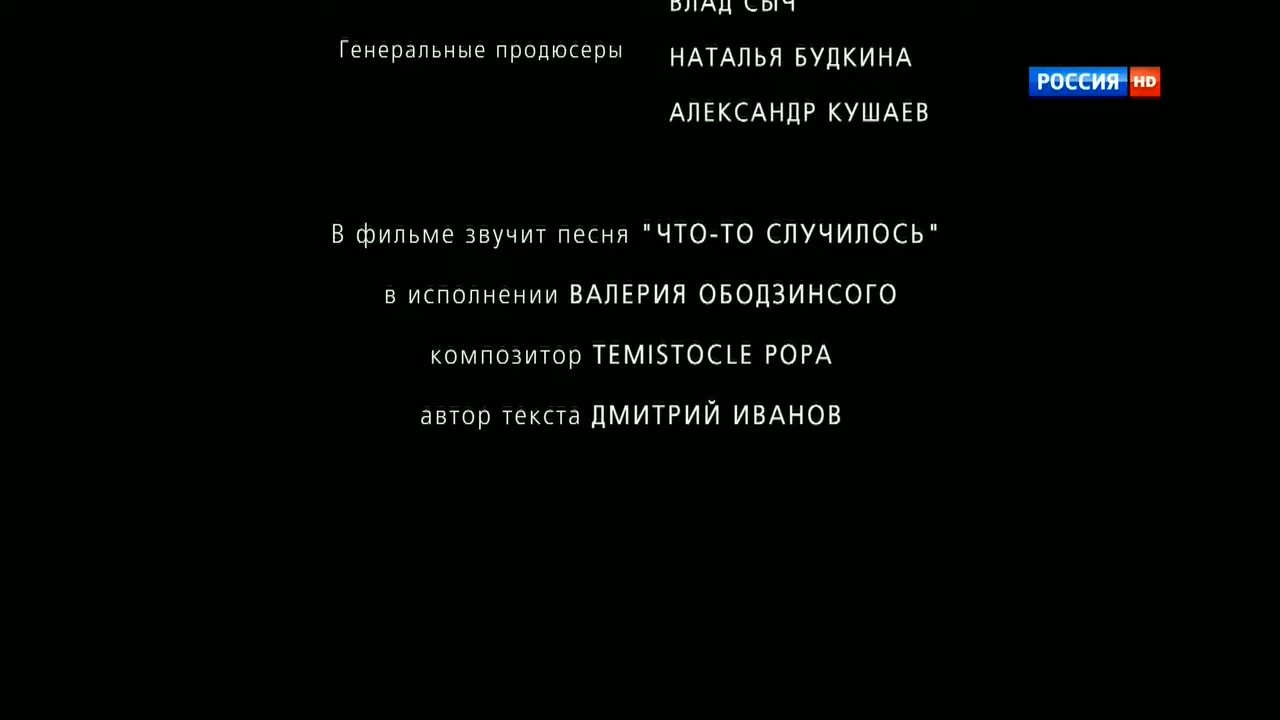 ВЛАД СЫЧ
Генеральные продюсеры
НАТАЛЬЯ БУДКИНА
РОССИЯ HD
АЛЕКСАНДР КУШАЕВ
В фильме звучит песня "ЧТО-ТО СЛУЧИЛОСЬ"
в исполнении ВАЛЕРИЯ ОБОДЗИНСОГО
композитор TEMISTOCLE POPA
автор текста ДМИТРИЙ ИВАНОВ